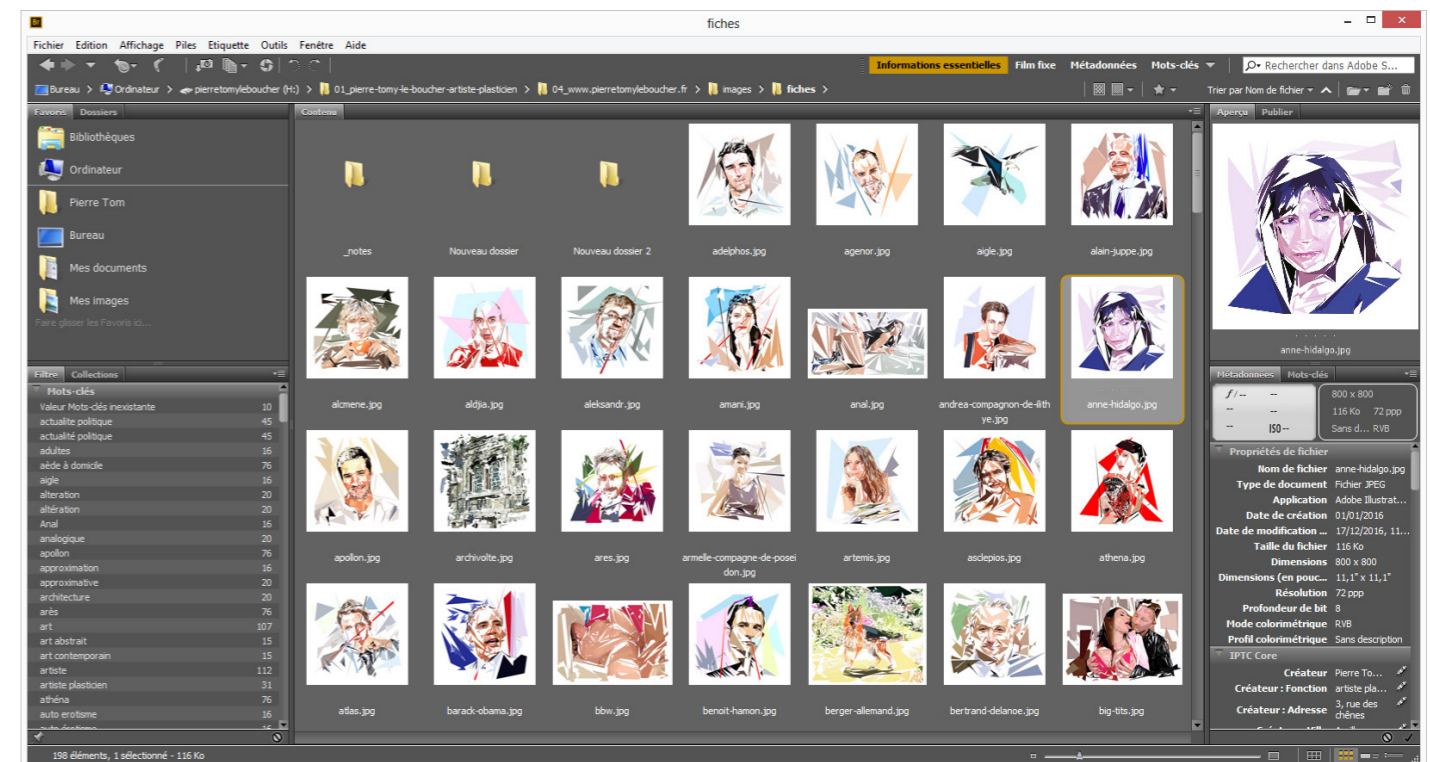 Br
fiches
Fichier Edition Affichage Piles Etiquette Outils Fenêtre Aide
Informations essentielles Film fixe Métadonnées Mots-clés Rechercher dans Adobe S...
Bureau > Ordinateur > pierretomyleboucher (H:) > 01_pierre-tomy-le-boucher-artiste-plasticien > 04_www.pierretomyleboucher.fr > images > fiches >
Trier par Nom de fichier
Favoris Dossiers
Bibliothèques
Ordinateur
Pierre Tom
Bureau
Mes documents
Mes images
Faire glisser les Favoris ici...
Filtre Collections
Mots-clés
Valeur Mots-clés inexistante 10
actualite politique 45
actualité politique 45
adultes 16
aède à domicile 76
aigle 16
alteration 20
altération 20
Anal 16
analogique 20
apollon 76
approximation 16
approximative 20
architecture 20
arès 76
art 107
art abstrait 15
art contemporain 15
artiste 112
artiste plasticien 31
athéna 76
auto erotisme 16
Contenu
_notes Nouveau dossier Nouveau dossier 2 adelphos.jpg agenor.jpg aigle.jpg alain-juppe.jpg
alcmene.jpg aldjia.jpg aleksandr.jpg amani.jpg anal.jpg andrea-compagnon-de-ilith anne-hidalgo.jpg
ye.jpg
apollon.jpg archivolte.jpg ares.jpg armelle-compagne-de-posei artemis.jpg asclepios.jpg athena.jpg
don.jpg
atlas.jpg barack-obama.jpg bbw.jpg benoit-hamon.jpg berger-allemand.jpg bertrand-delanoe.jpg big-tits.jpg
Aperçu Publier
anne-hidalgo.jpg
Métadonnées Mots-clés
f/-- -- 800 x 800
-- -- 116 Ko 72 ppp
-- ISO -- Sans d... RVB
Propriétés de fichier
Nom de fichier anne-hidalgo.jpg
Type de document Fichier JPEG
Application Adobe Illustrat...
Date de création 01/01/2016
Date de modification ... 17/12/2016, 11...
Taille du fichier 116 Ko
Dimensions 800 x 800
Dimensions (en pouc... 11,1" x 11,1"
Résolution 72 ppp
Profondeur de bit 8
Mode colorimétrique RVB
Profil colorimétrique Sans description
IPTC Core
Créateur Pierre To...
Créateur : Fonction artiste pla...
Créateur : Adresse 3, rue des
chênes
198 éléments, 1 sélectionné - 116 Ko